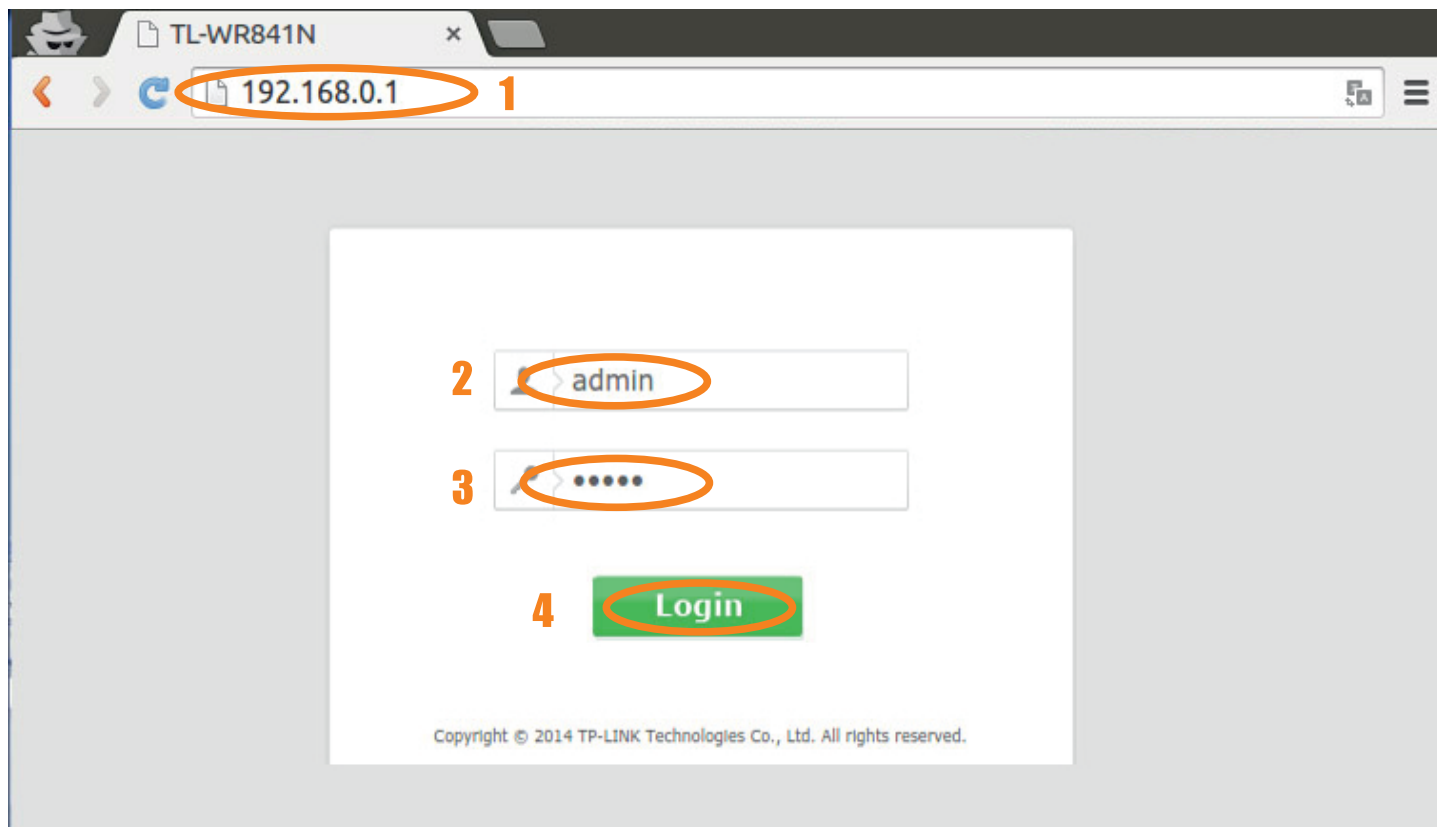 TL-WR841N ×
192.168.0.1 1
2 admin
3 •••••
4 Login
Copyright © 2014 TP-LINK Technologies Co., Ltd. All rights reserved.